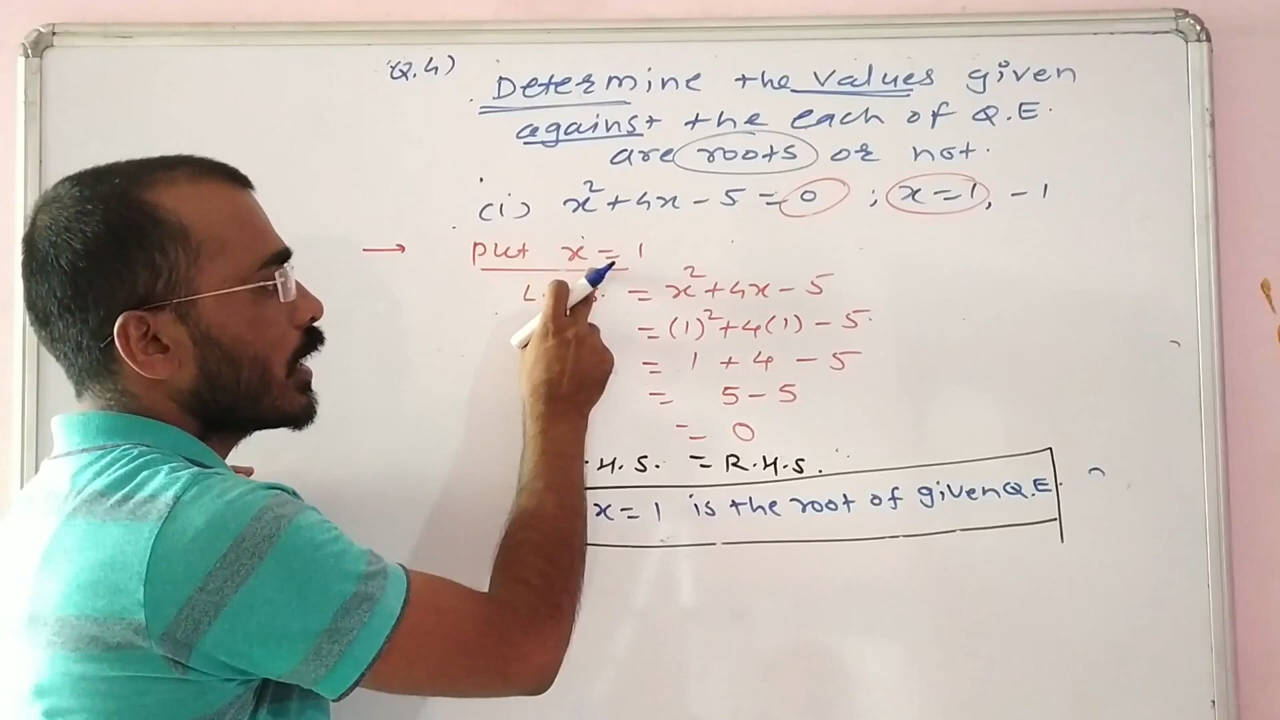 Q.4)
Determine the values given
against the each of Q.E.
are roots or not.
(i) x²+4x-5=0 ; x=1, -1
→ put x=1
= x²+4x-5
= (1)²+4(1)-5
= 1+4-5
= 5-5
= 0
.H.S. = R.H.S.
x=1 is the root of given Q.E.